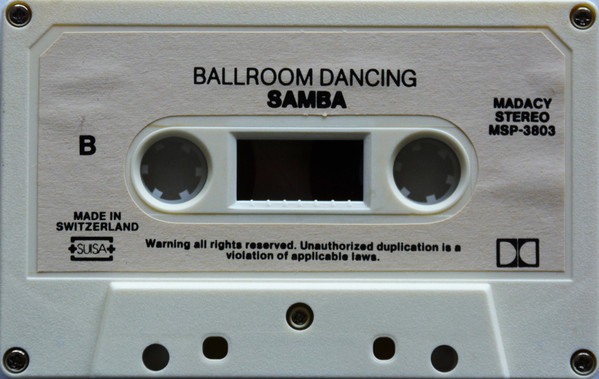 BALLROOM DANCING
SAMBA
MADACY
STEREO
MSP-3803
B
MADE IN
SWITZERLAND
SUISA
Warning all rights reserved. Unauthorized duplication is a
violation of applicable laws.